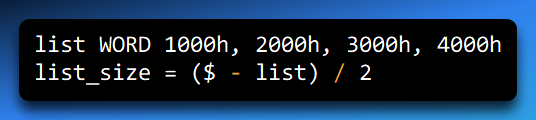 list WORD 1000h, 2000h, 3000h, 4000h
list_size = ($ - list) / 2